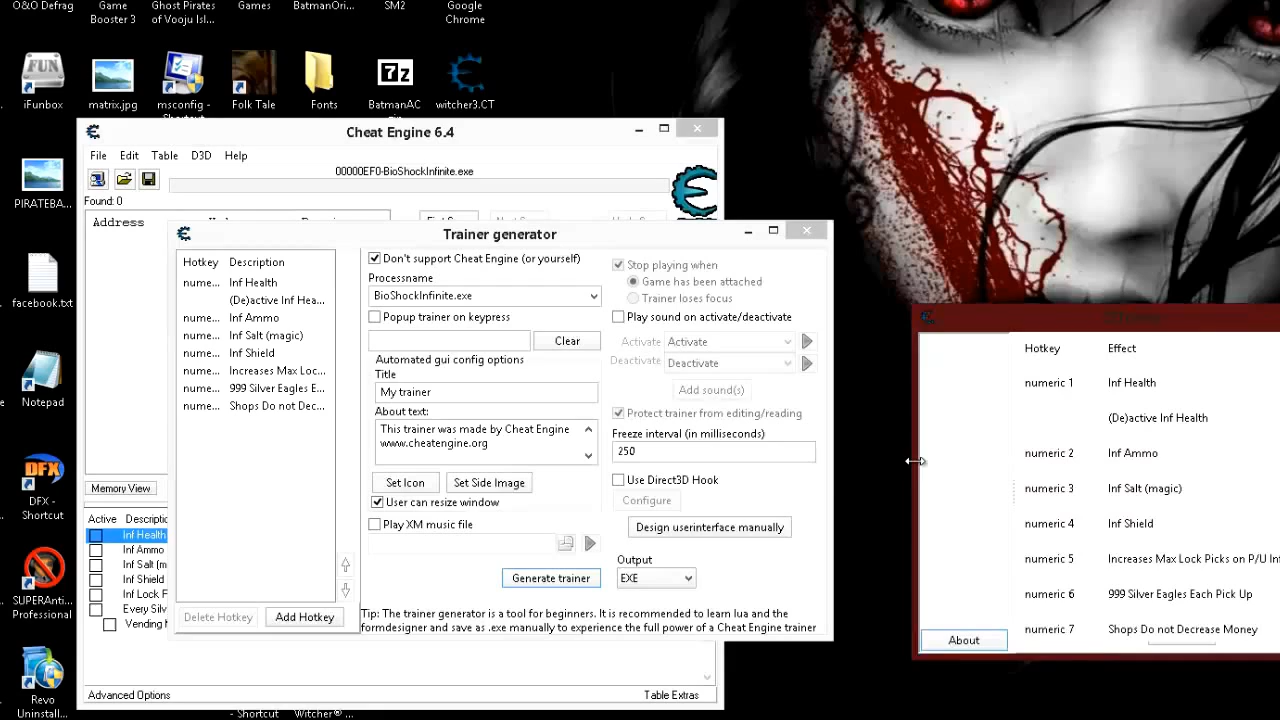 O&O Defrag
Game
Booster 3
Ghost Pirates
of Vooju Isl...
Games
BatmanOri...
SM2
Google
Chrome
FUN
7z
iFunbox
matrix.jpg
msconfig -
Folk Tale
Fonts
BatmanAC
witcher3.CT
PIRATEBA...
facebook.txt
Notepad
DFX
DFX -
Shortcut
SUPERAnti...
Professional
Revo
Uninstall...
- Shortcut
Witcher® ...
Cheat Engine 6.4
File Edit Table D3D Help
00000EF0-BioShockInfinite.exe
Found: 0
Address
Memory View
Active
Inf Health
Inf Ammo
Inf Salt (m
Inf Shield
Inf Lock F
Every Silv
Vending
Advanced Options
Table Extras
Trainer generator
Hotkey Description
nume... Inf Health
(De)active Inf Hea...
nume... Inf Ammo
nume... Inf Salt (magic)
nume... Inf Shield
nume... Increases Max Loc...
nume... 999 Silver Eagles E...
nume... Shops Do not Dec...
Delete Hotkey
Add Hotkey
Don't support Cheat Engine (or yourself)
Processname
BioShockInfinite.exe
Popup trainer on keypress
Clear
Automated gui config options
Title
My trainer
About text:
This trainer was made by Cheat Engine
www.cheatengine.org
Set Icon
Set Side Image
User can resize window
Play XM music file
Generate trainer
Stop playing when
Game has been attached
Trainer loses focus
Play sound on activate/deactivate
Activate Activate
Deactivate Deactivate
Add sound(s)
Protect trainer from editing/reading
Freeze interval (in milliseconds)
250
Use Direct3D Hook
Configure
Design userinterface manually
Output
EXE
Tip: The trainer generator is a tool for beginners. It is recommended to learn lua and the
formdesigner and save as .exe manually to experience the full power of a Cheat Engine trainer
Hotkey Effect
numeric 1 Inf Health
(De)active Inf Health
numeric 2 Inf Ammo
numeric 3 Inf Salt (magic)
numeric 4 Inf Shield
numeric 5 Increases Max Lock Picks on P/U
numeric 6 999 Silver Eagles Each Pick Up
numeric 7 Shops Do not Decrease Money
About